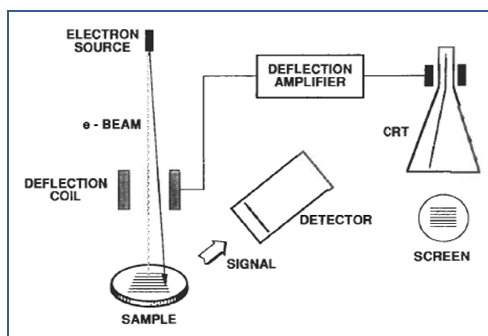 ELECTRON
SOURCE
DEFLECTION
AMPLIFIER
e - BEAM
CRT
DEFLECTION
COIL
DETECTOR
SIGNAL
SCREEN
SAMPLE